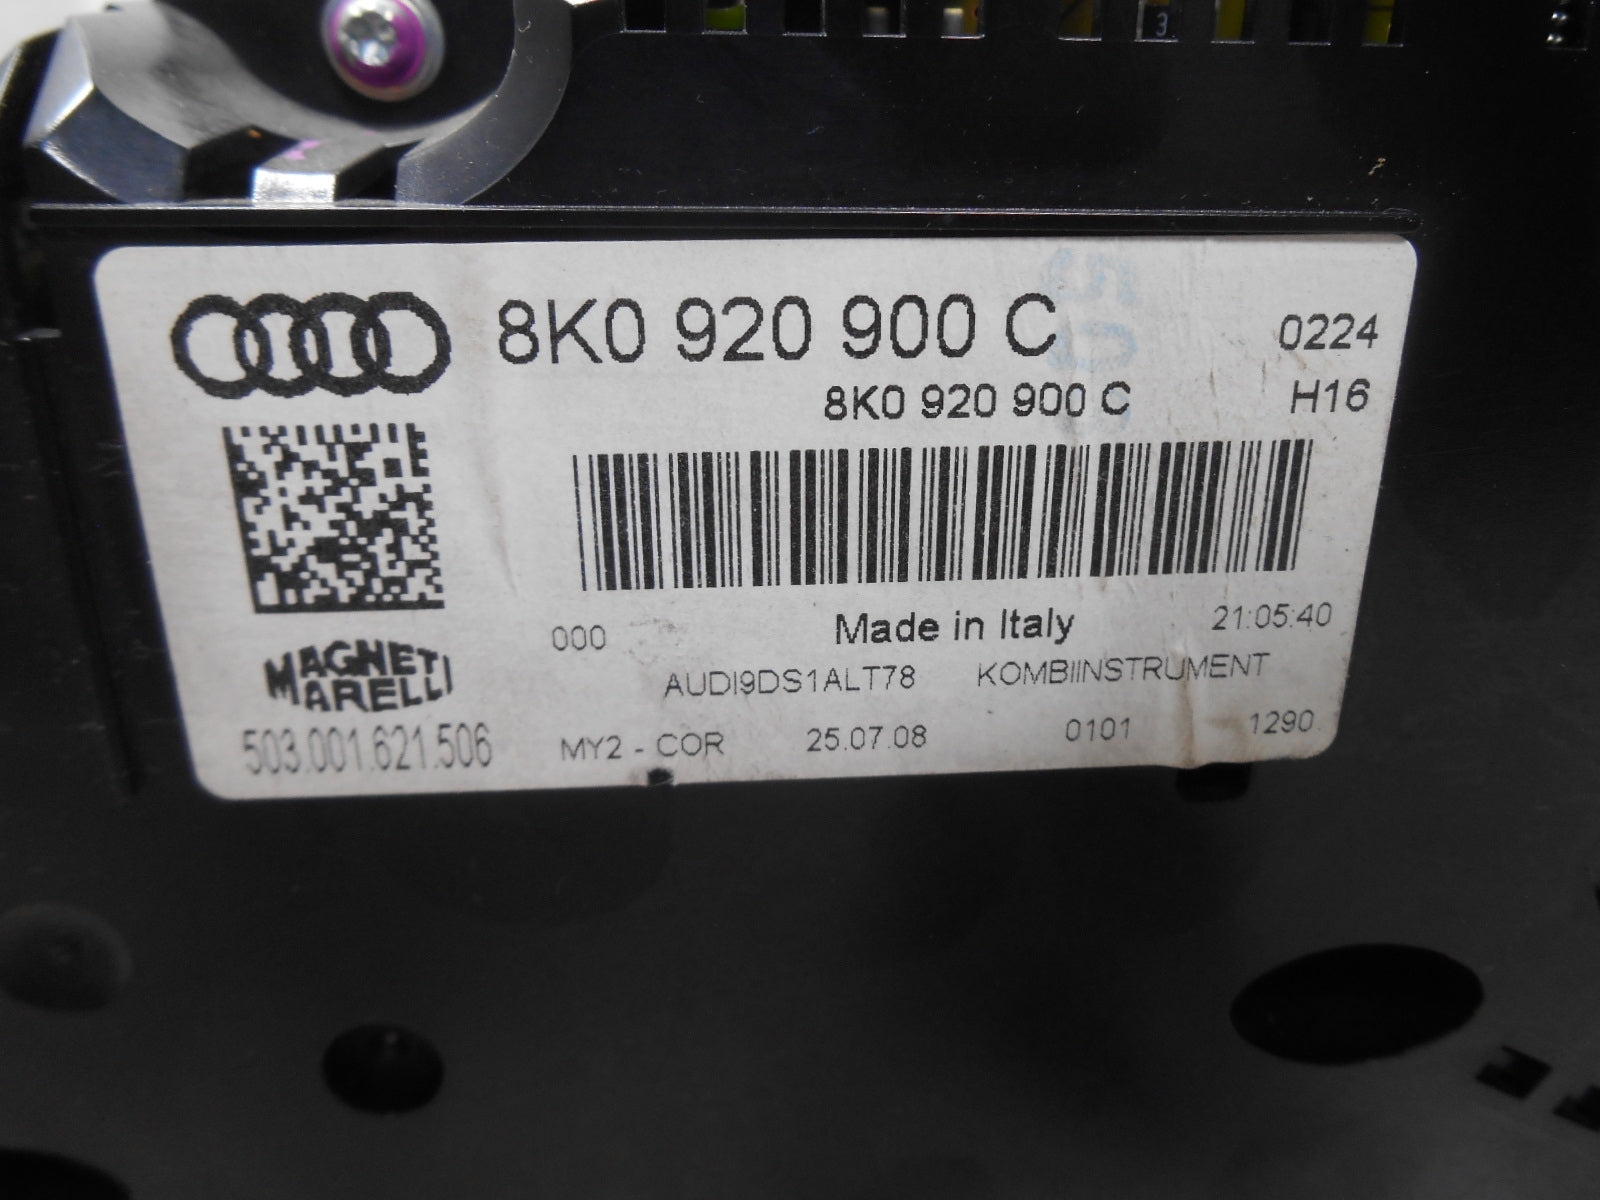 3
8K0 920 900 C 0224
8K0 920 900 C H16
000 Made in Italy 21:05:40
MAGNETI
MARELLI
AUDI9DS1ALT78 KOMBIINSTRUMENT
503.001.621.506 MY2 - COR 25.07.08 0101 1290